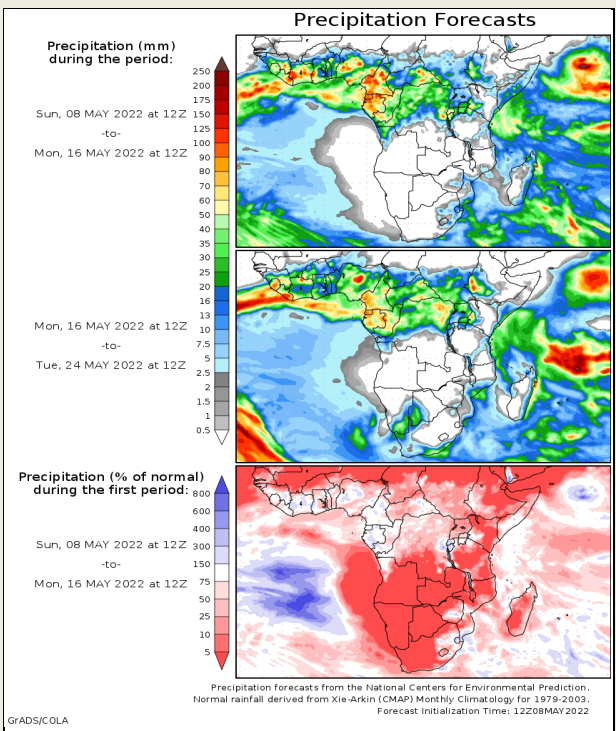 Precipitation Forecasts
Precipitation (mm)
during the period:
Sun, 08 MAY 2022 at 12Z
-to-
Mon, 16 MAY 2022 at 12Z
250
200
175
150
125
100
90
80
70
60
50
40
35
30
25
20
16
13
10
7.5
5
2.5
2
1.5
1
0.5
Mon, 16 MAY 2022 at 12Z
-to-
Tue, 24 MAY 2022 at 12Z
Precipitation (% of normal)
during the first period:
Sun, 08 MAY 2022 at 12Z
-to-
Mon, 16 MAY 2022 at 12Z
800
600
400
300
150
75
50
25
10
5
Precipitation forecasts from the National Centers for Environmental Prediction.
Normal rainfall derived from Xie-Arkin (CMAP) Monthly Climatology for 1979-2003.
Forecast Initialization Time: 12Z08MAY2022
GrADS/COLA